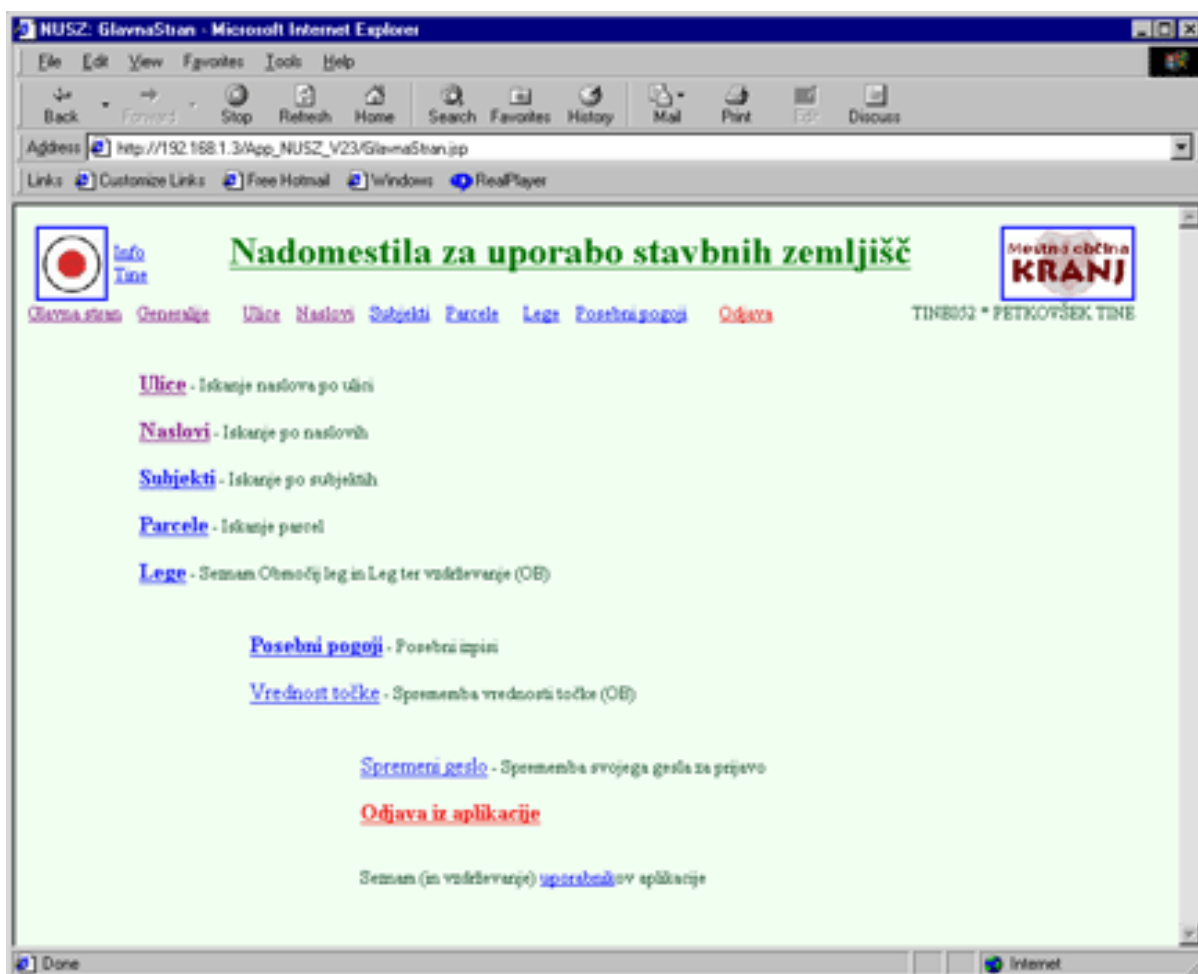 NUSZ: GlavnaStran - Microsoft Internet Explorer
File Edit View Favorites Tools Help
Back Forward Stop Refresh Home Search Favorites History Mail Print Edit Discuss
Address http://192.168.1.3/App_NUSZ_V23/GlavnaStran.jsp
Links Customize Links Free Hotmail Windows RealPlayer
Info
Tine
Nadomestila za uporabo stavbnih zemljišč
Mestna občina
KRANJ
Glavna stran Generalije Ulice Naslovi Subjekti Parcele Lege Posebni pogoji Odjava TINE052 * PETKOVŠEK TINE
Ulice - Iskanje naslova po ulici
Naslovi - Iskanje po naslovih
Subjekti - Iskanje po subjektih
Parcele - Iskanje parcel
Lege - Seznam Območij leg in Leg ter vzdrževanje (OB)
Posebni pogoji - Posebni izpisi
Vrednost točke - Sprememba vrednosti točke (OB)
Spremeni geslo - Sprememba svojega gesla za prijavo
Odjava iz aplikacije
Seznam (in vzdrževanje) uporabnikov aplikacije
Done Internet